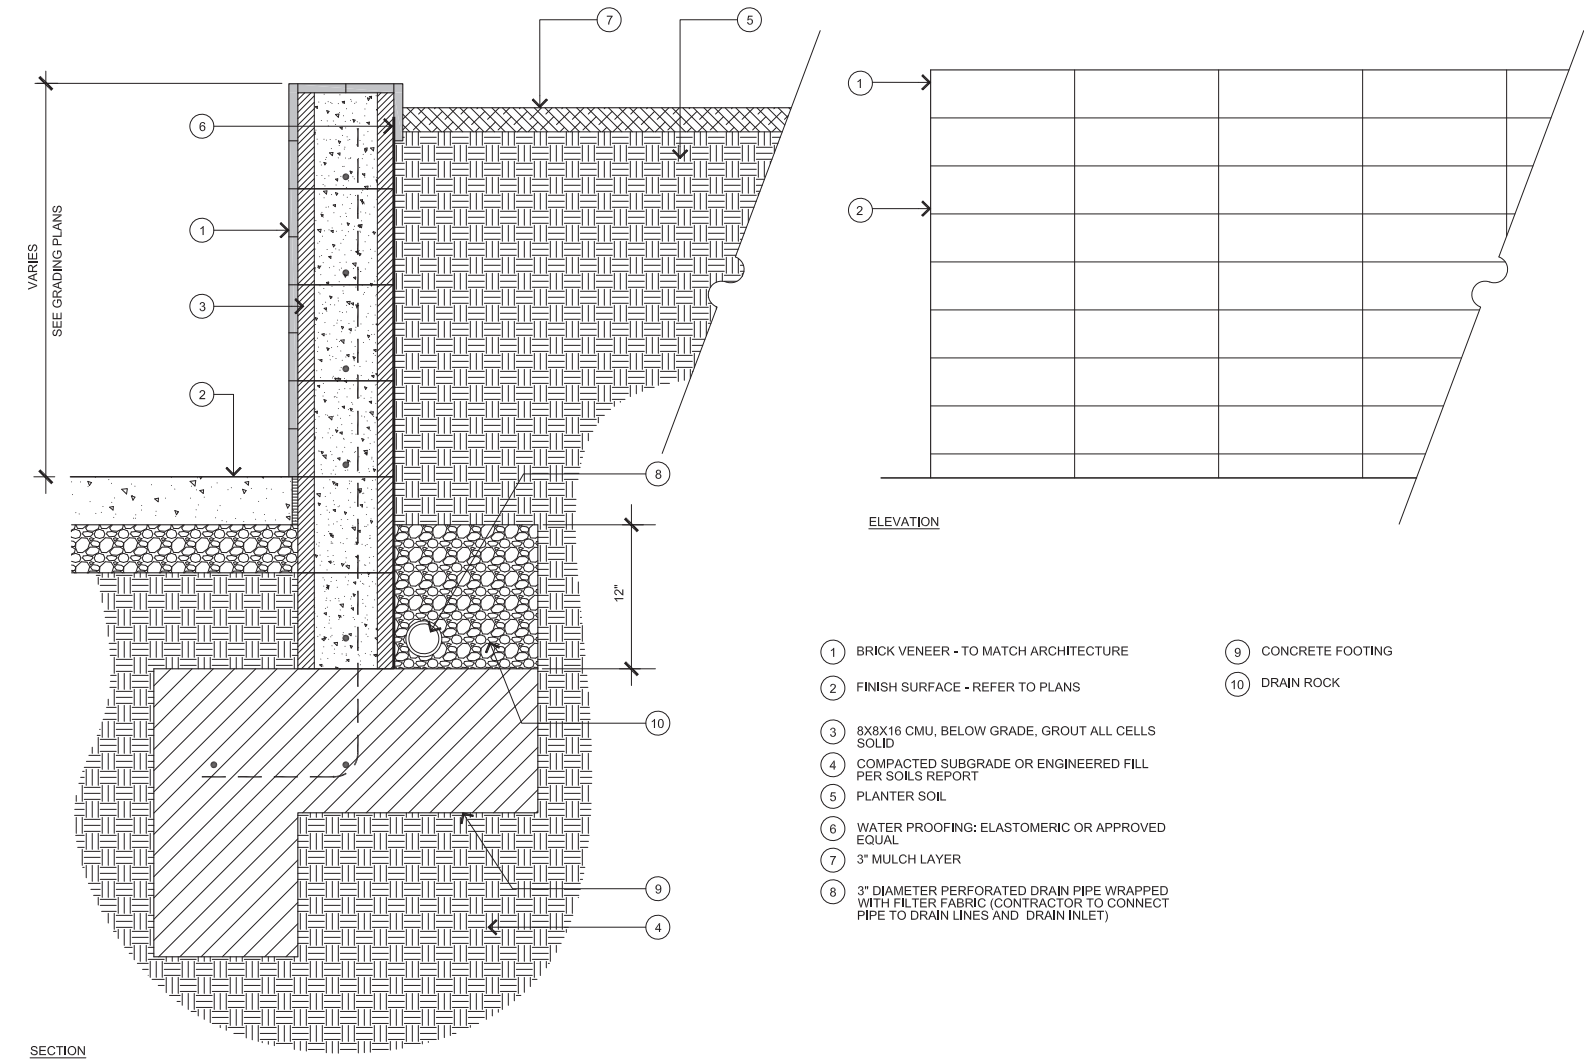 7
5
6
1
VARIES
SEE GRADING PLANS
3
2
8
12"
10
9
4
SECTION
1
2
ELEVATION
1 BRICK VENEER - TO MATCH ARCHITECTURE
2 FINISH SURFACE - REFER TO PLANS
3 8X8X16 CMU, BELOW GRADE, GROUT ALL CELLS
SOLID
4 COMPACTED SUBGRADE OR ENGINEERED FILL
PER SOILS REPORT
5 PLANTER SOIL
6 WATER PROOFING: ELASTOMERIC OR APPROVED
EQUAL
7 3" MULCH LAYER
8 3" DIAMETER PERFORATED DRAIN PIPE WRAPPED
WITH FILTER FABRIC (CONTRACTOR TO CONNECT
PIPE TO DRAIN LINES AND DRAIN INLET)
9 CONCRETE FOOTING
10 DRAIN ROCK